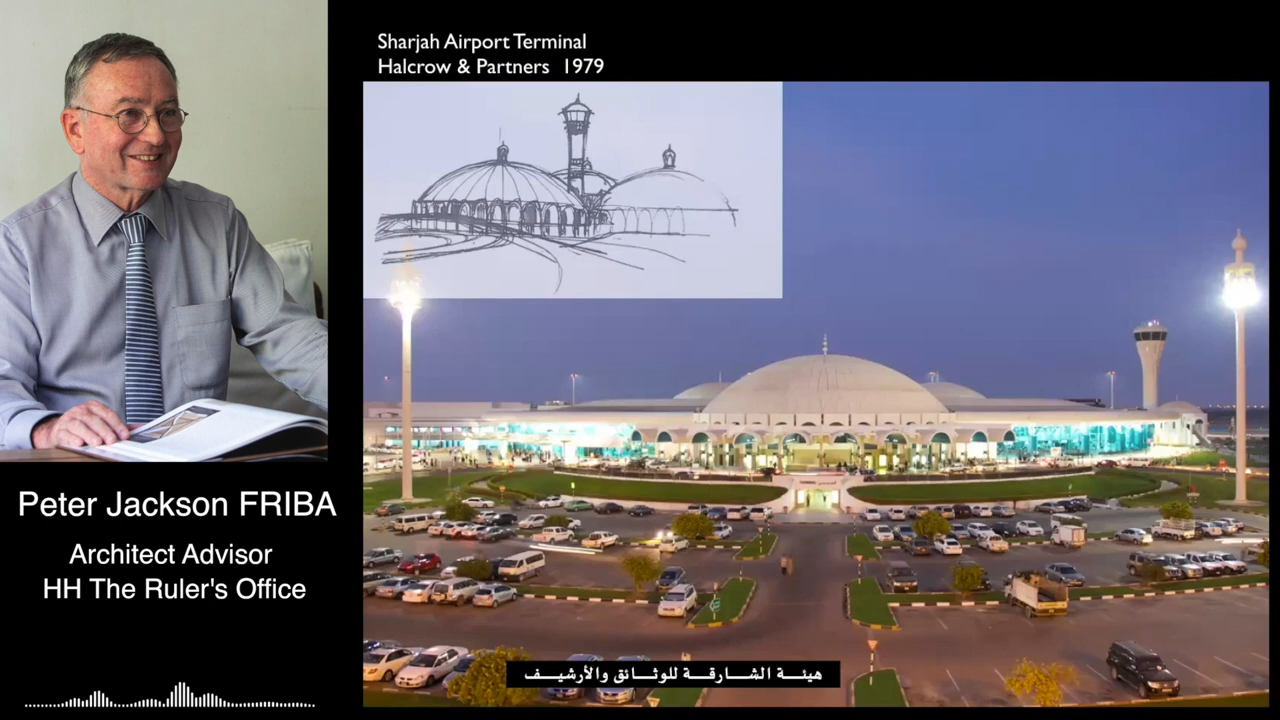 Sharjah Airport Terminal
Halcrow & Partners 1979
Peter Jackson FRIBA
Architect Advisor
HH The Ruler's Office
هيئة الشارقة للوثائق والأرشيف